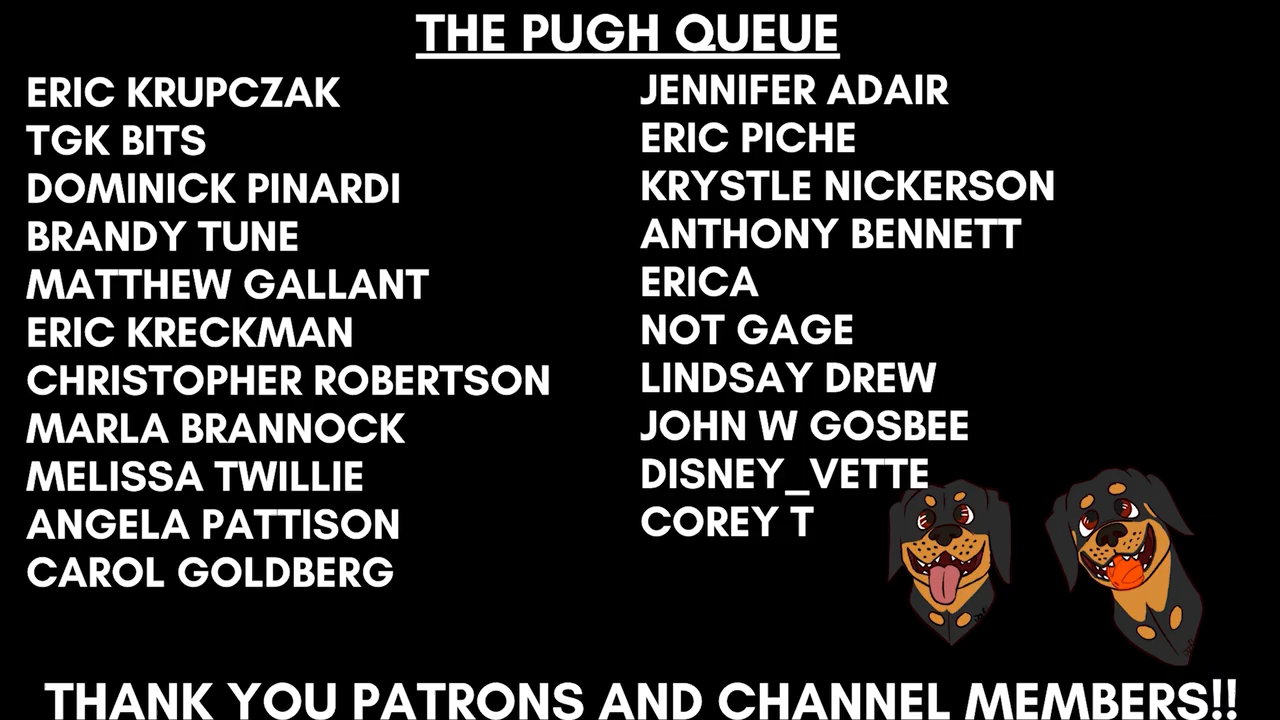 THE PUGH QUEUE
ERIC KRUPCZAK
TGK BITS
DOMINICK PINARDI
BRANDY TUNE
MATTHEW GALLANT
ERIC KRECKMAN
CHRISTOPHER ROBERTSON
MARLA BRANNOCK
MELISSA TWILLIE
ANGELA PATTISON
CAROL GOLDBERG
JENNIFER ADAIR
ERIC PICHE
KRYSTLE NICKERSON
ANTHONY BENNETT
ERICA
NOT GAGE
LINDSAY DREW
JOHN W GOSBEE
DISNEY_VETTE
COREY T
THANK YOU PATRONS AND CHANNEL MEMBERS!!